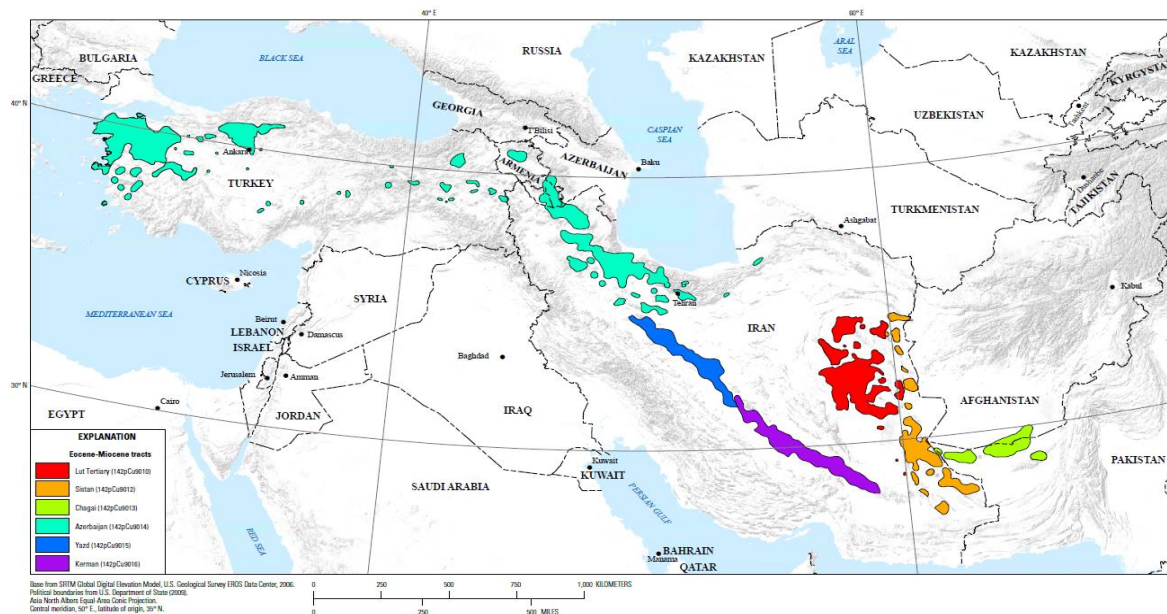 40° E
60° E
BULGARIA
BLACK SEA
RUSSIA
KAZAKHSTAN
ARAL
SEA
KAZAKHSTAN
KYRGYSTA
GREECE
40° N
GEORGIA
T'Bilisi
CASPIAN
SEA
UZBEKISTAN
Tashkent
ARMENIA
AZERBAIJAN
Baku
Ankara
TURKEY
Dushanbe
TAJIKISTAN
TURKMENISTAN
Ashgabat
CYPRUS
Nicosia
SYRIA
Tehran
Kabul
MEDITERRANEAN SEA
Beirut
LEBANON
Damascus
ISRAEL
IRAN
Baghdad
Jerusalem
Amman
30° N
Cairo
EGYPT
JORDAN
IRAQ
AFGHANISTAN
PAKISTAN
Kuwait
KUWAIT
SAUDI ARABIA
PERSIAN GULF
RED SEA
BAHRAIN
Manama
QATAR
EXPLANATION
Eocene-Miocene tracts
Lut Tertiary (142pCu9010)
Sistan (142pCu9012)
Chagai (142pCu9013)
Azerbaijan (142pCu9014)
Yazd (142pCu9015)
Kerman (142pCu9016)
Base from SRTM Global Digital Elevation Model, U.S. Geological Survey EROS Data Center, 2006.
Political boundaries from U.S. Department of State (2009).
Asia North Albers Equal-Area Conic Projection.
Central meridian, 50° E., latitude of origin, 35° N.
0 250 500 750 1,000 KILOMETERS
0 250 500 MILES